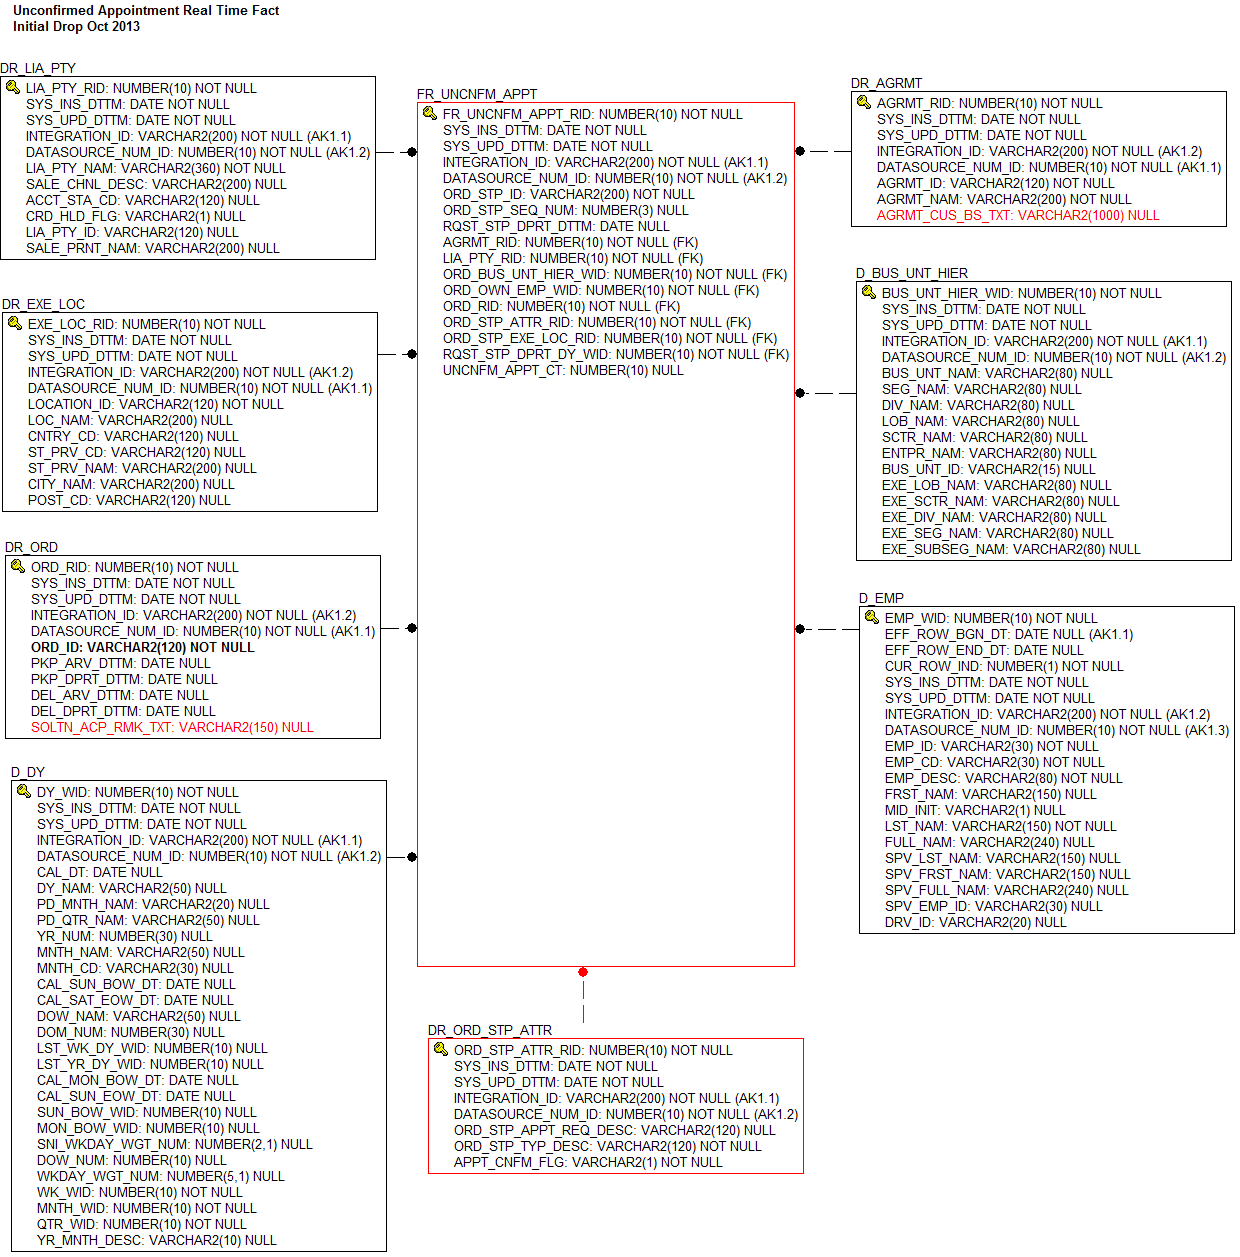 Unconfirmed Appointment Real Time Fact
Initial Drop Oct 2013
DR_LIA_PTY
LIA_PTY_RID: NUMBER(10) NOT NULL
SYS_INS_DTTM: DATE NOT NULL
SYS_UPD_DTTM: DATE NOT NULL
INTEGRATION_ID: VARCHAR2(200) NOT NULL (AK1.1)
DATASOURCE_NUM_ID: NUMBER(10) NOT NULL (AK1.2)
LIA_PTY_NAM: VARCHAR2(360) NOT NULL
SALE_CHNL_DESC: VARCHAR2(200) NULL
ACCT_STA_CD: VARCHAR2(120) NULL
CRD_HLD_FLG: VARCHAR2(1) NULL
LIA_PTY_ID: VARCHAR2(120) NULL
SALE_PRNT_NAM: VARCHAR2(200) NULL
DR_EXE_LOC
EXE_LOC_RID: NUMBER(10) NOT NULL
SYS_INS_DTTM: DATE NOT NULL
SYS_UPD_DTTM: DATE NOT NULL
INTEGRATION_ID: VARCHAR2(200) NOT NULL (AK1.2)
DATASOURCE_NUM_ID: NUMBER(10) NOT NULL (AK1.1)
LOCATION_ID: VARCHAR2(120) NOT NULL
LOC_NAM: VARCHAR2(200) NULL
CNTRY_CD: VARCHAR2(120) NULL
ST_PRV_CD: VARCHAR2(120) NULL
ST_PRV_NAM: VARCHAR2(200) NULL
CITY_NAM: VARCHAR2(200) NULL
POST_CD: VARCHAR2(120) NULL
DR_ORD
ORD_RID: NUMBER(10) NOT NULL
SYS_INS_DTTM: DATE NOT NULL
SYS_UPD_DTTM: DATE NOT NULL
INTEGRATION_ID: VARCHAR2(200) NOT NULL (AK1.2)
DATASOURCE_NUM_ID: NUMBER(10) NOT NULL (AK1.1)
ORD_ID: VARCHAR2(120) NOT NULL
PKP_ARV_DTTM: DATE NULL
PKP_DPRT_DTTM: DATE NULL
DEL_ARV_DTTM: DATE NULL
DEL_DPRT_DTTM: DATE NULL
SOLTN_ACP_RMK_TXT: VARCHAR2(150) NULL
D_DY
DY_WID: NUMBER(10) NOT NULL
SYS_INS_DTTM: DATE NOT NULL
SYS_UPD_DTTM: DATE NOT NULL
INTEGRATION_ID: VARCHAR2(200) NOT NULL (AK1.1)
DATASOURCE_NUM_ID: NUMBER(10) NOT NULL (AK1.2)
CAL_DT: DATE NULL
DY_NAM: VARCHAR2(50) NULL
PD_MNTH_NAM: VARCHAR2(20) NULL
PD_QTR_NAM: VARCHAR2(50) NULL
YR_NUM: NUMBER(30) NULL
MNTH_NAM: VARCHAR2(50) NULL
MNTH_CD: VARCHAR2(30) NULL
CAL_SUN_BOW_DT: DATE NULL
CAL_SAT_EOW_DT: DATE NULL
DOW_NAM: VARCHAR2(50) NULL
DOM_NUM: NUMBER(30) NULL
LST_WK_DY_WID: NUMBER(10) NULL
LST_YR_DY_WID: NUMBER(10) NULL
CAL_MON_BOW_DT: DATE NULL
CAL_SUN_EOW_DT: DATE NULL
SUN_BOW_WID: NUMBER(10) NULL
MON_BOW_WID: NUMBER(10) NULL
SNI_WKDAY_WGT_NUM: NUMBER(2,1) NULL
DOW_NUM: NUMBER(10) NULL
WKDAY_WGT_NUM: NUMBER(5,1) NULL
WK_WID: NUMBER(10) NOT NULL
MNTH_WID: NUMBER(10) NOT NULL
QTR_WID: NUMBER(10) NOT NULL
YR_MNTH_DESC: VARCHAR2(10) NULL
FR_UNCNFM_APPT
FR_UNCNFM_APPT_RID: NUMBER(10) NOT NULL
SYS_INS_DTTM: DATE NOT NULL
SYS_UPD_DTTM: DATE NOT NULL
INTEGRATION_ID: VARCHAR2(200) NOT NULL (AK1.1)
DATASOURCE_NUM_ID: NUMBER(10) NOT NULL (AK1.2)
ORD_STP_ID: VARCHAR2(200) NOT NULL
ORD_STP_SEQ_NUM: NUMBER(3) NULL
RQST_STP_DPRT_DTTM: DATE NULL
AGRMT_RID: NUMBER(10) NOT NULL (FK)
LIA_PTY_RID: NUMBER(10) NOT NULL (FK)
ORD_BUS_UNT_HIER_WID: NUMBER(10) NOT NULL (FK)
ORD_OWN_EMP_WID: NUMBER(10) NOT NULL (FK)
ORD_RID: NUMBER(10) NOT NULL (FK)
ORD_STP_ATTR_RID: NUMBER(10) NOT NULL (FK)
ORD_STP_EXE_LOC_RID: NUMBER(10) NOT NULL (FK)
RQST_STP_DPRT_DY_WID: NUMBER(10) NOT NULL (FK)
UNCNFM_APPT_CT: NUMBER(10) NULL
DR_ORD_STP_ATTR
ORD_STP_ATTR_RID: NUMBER(10) NOT NULL
SYS_INS_DTTM: DATE NOT NULL
SYS_UPD_DTTM: DATE NOT NULL
INTEGRATION_ID: VARCHAR2(200) NOT NULL (AK1.1)
DATASOURCE_NUM_ID: NUMBER(10) NOT NULL (AK1.2)
ORD_STP_APPT_REQ_DESC: VARCHAR2(120) NULL
ORD_STP_TYP_DESC: VARCHAR2(120) NULL
APPT_CNFM_FLG: VARCHAR2(1) NOT NULL
DR_AGRMT
AGRMT_RID: NUMBER(10) NOT NULL
SYS_INS_DTTM: DATE NOT NULL
SYS_UPD_DTTM: DATE NOT NULL
INTEGRATION_ID: VARCHAR2(200) NOT NULL (AK1.2)
DATASOURCE_NUM_ID: NUMBER(10) NOT NULL (AK1.1)
AGRMT_ID: VARCHAR2(120) NOT NULL
AGRMT_NAM: VARCHAR2(200) NOT NULL
AGRMT_CUS_BS_TXT: VARCHAR2(1000) NULL
D_BUS_UNT_HIER
BUS_UNT_HIER_WID: NUMBER(10) NOT NULL
SYS_INS_DTTM: DATE NOT NULL
SYS_UPD_DTTM: DATE NOT NULL
INTEGRATION_ID: VARCHAR2(200) NOT NULL (AK1.1)
DATASOURCE_NUM_ID: NUMBER(10) NOT NULL (AK1.2)
BUS_UNT_NAM: VARCHAR2(80) NULL
SEG_NAM: VARCHAR2(80) NULL
DIV_NAM: VARCHAR2(80) NULL
LOB_NAM: VARCHAR2(80) NULL
SCTR_NAM: VARCHAR2(80) NULL
ENTPR_NAM: VARCHAR2(80) NULL
BUS_UNT_ID: VARCHAR2(15) NULL
EXE_LOB_NAM: VARCHAR2(80) NULL
EXE_SCTR_NAM: VARCHAR2(80) NULL
EXE_DIV_NAM: VARCHAR2(80) NULL
EXE_SEG_NAM: VARCHAR2(80) NULL
EXE_SUBSEG_NAM: VARCHAR2(80) NULL
D_EMP
EMP_WID: NUMBER(10) NOT NULL
EFF_ROW_BGN_DT: DATE NULL (AK1.1)
EFF_ROW_END_DT: DATE NULL
CUR_ROW_IND: NUMBER(1) NOT NULL
SYS_INS_DTTM: DATE NOT NULL
SYS_UPD_DTTM: DATE NOT NULL
INTEGRATION_ID: VARCHAR2(200) NOT NULL (AK1.2)
DATASOURCE_NUM_ID: NUMBER(10) NOT NULL (AK1.3)
EMP_ID: VARCHAR2(30) NOT NULL
EMP_CD: VARCHAR2(30) NOT NULL
EMP_DESC: VARCHAR2(80) NOT NULL
FRST_NAM: VARCHAR2(150) NULL
MID_INIT: VARCHAR2(1) NULL
LST_NAM: VARCHAR2(150) NOT NULL
FULL_NAM: VARCHAR2(240) NULL
SPV_LST_NAM: VARCHAR2(150) NULL
SPV_FRST_NAM: VARCHAR2(150) NULL
SPV_FULL_NAM: VARCHAR2(240) NULL
SPV_EMP_ID: VARCHAR2(30) NULL
DRV_ID: VARCHAR2(20) NULL